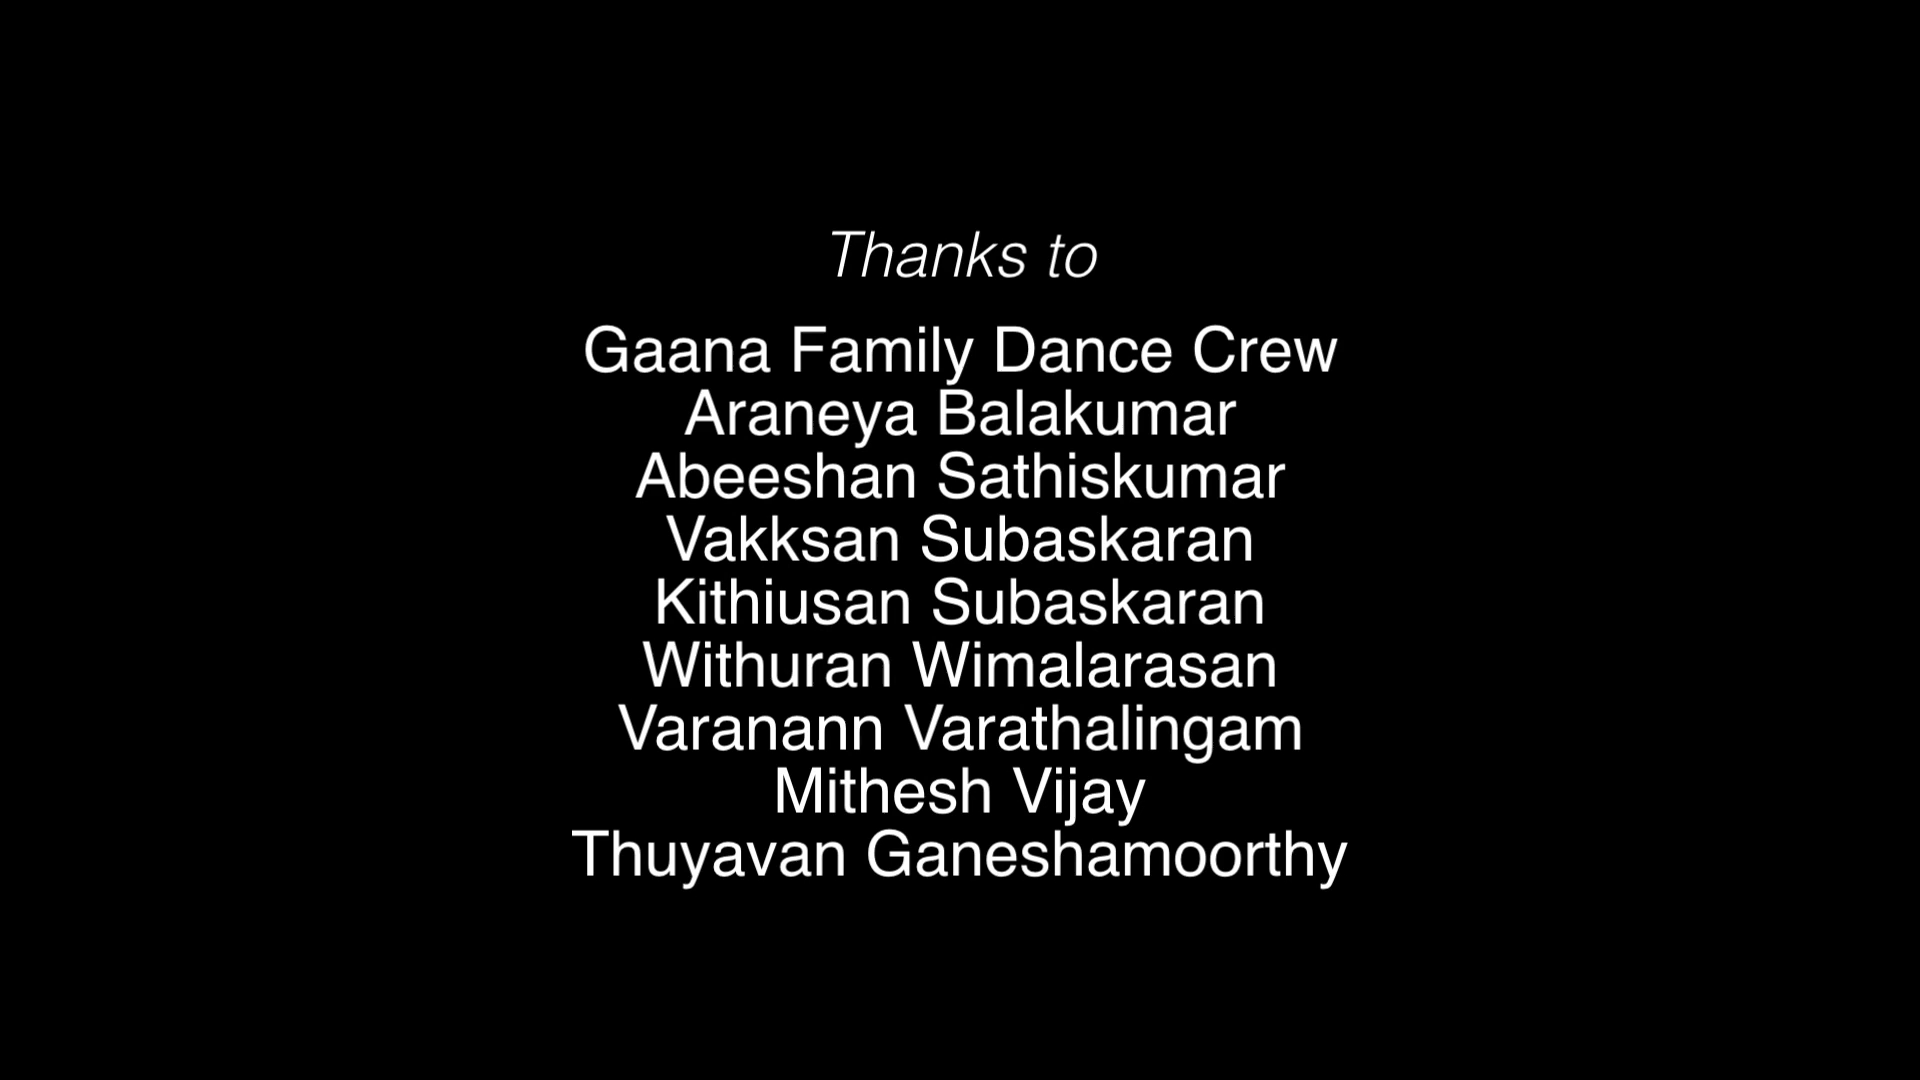 Thanks to
Gaana Family Dance Crew
Araneya Balakumar
Abeeshan Sathiskumar
Vakksan Subaskaran
Kithiusan Subaskaran
Withuran Wimalarasan
Varanann Varathalingam
Mithesh Vijay
Thuyavan Ganeshamoorthy